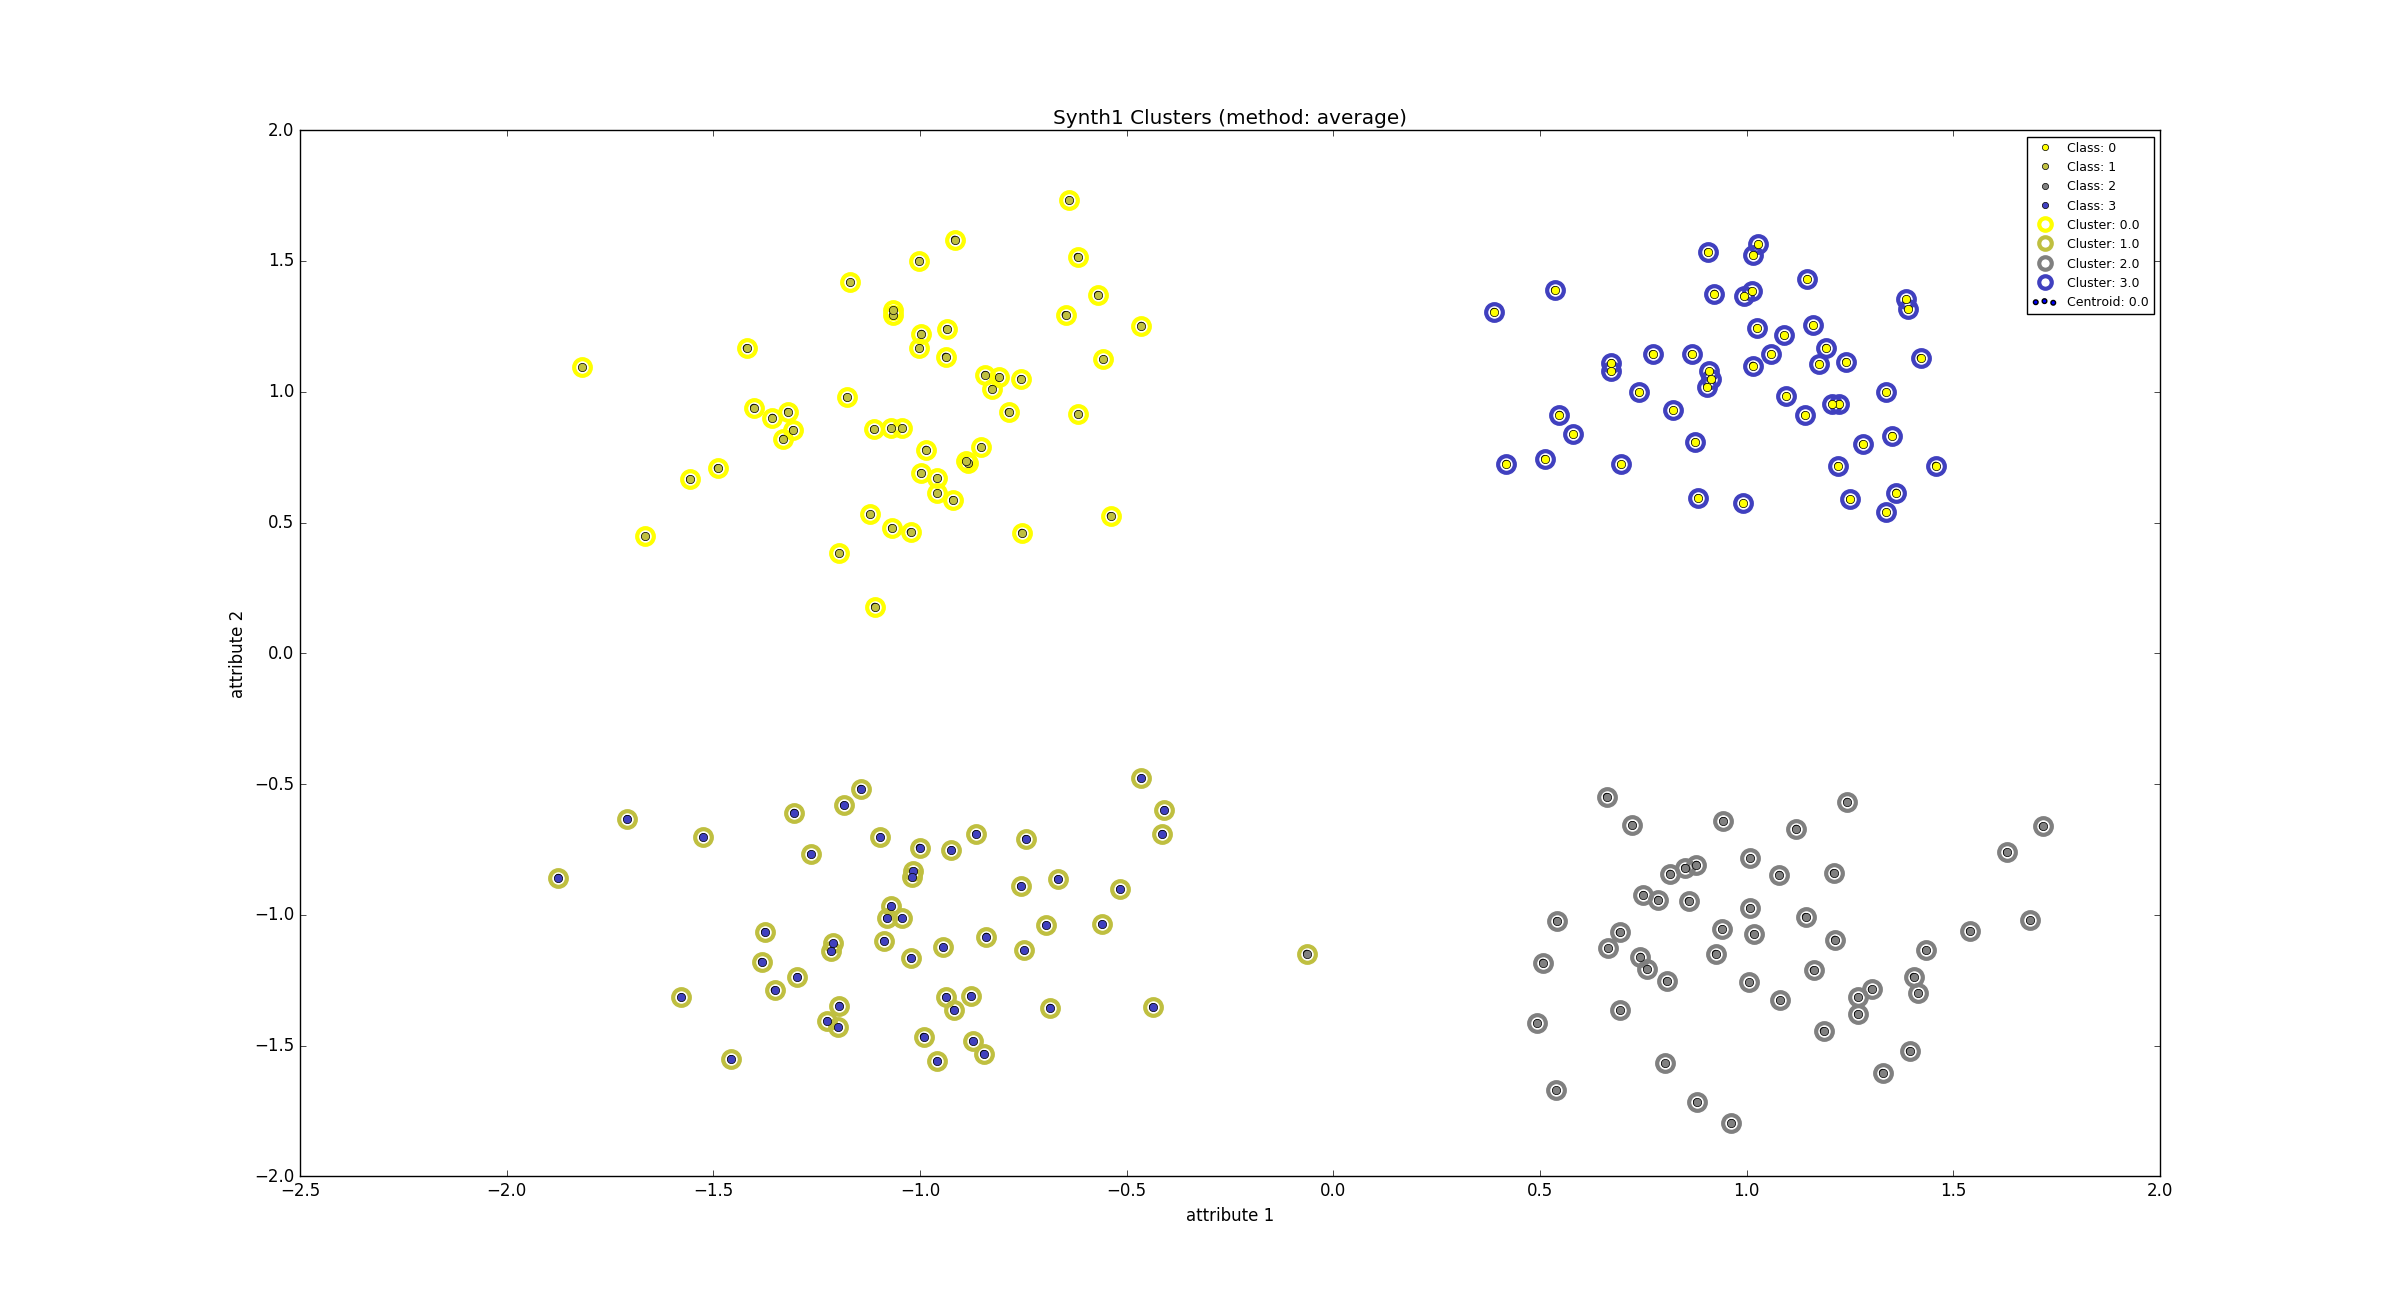 Synth1 Clusters (method: average)
2.0
1.5
1.0
0.5
0.0
−0.5
−1.0
−1.5
−2.0
attribute 2
−2.5
−2.0
−1.5
−1.0
−0.5
0.0
0.5
1.0
1.5
2.0
attribute 1
Class: 0
Class: 1
Class: 2
Class: 3
Cluster: 0.0
Cluster: 1.0
Cluster: 2.0
Cluster: 3.0
Centroid: 0.0